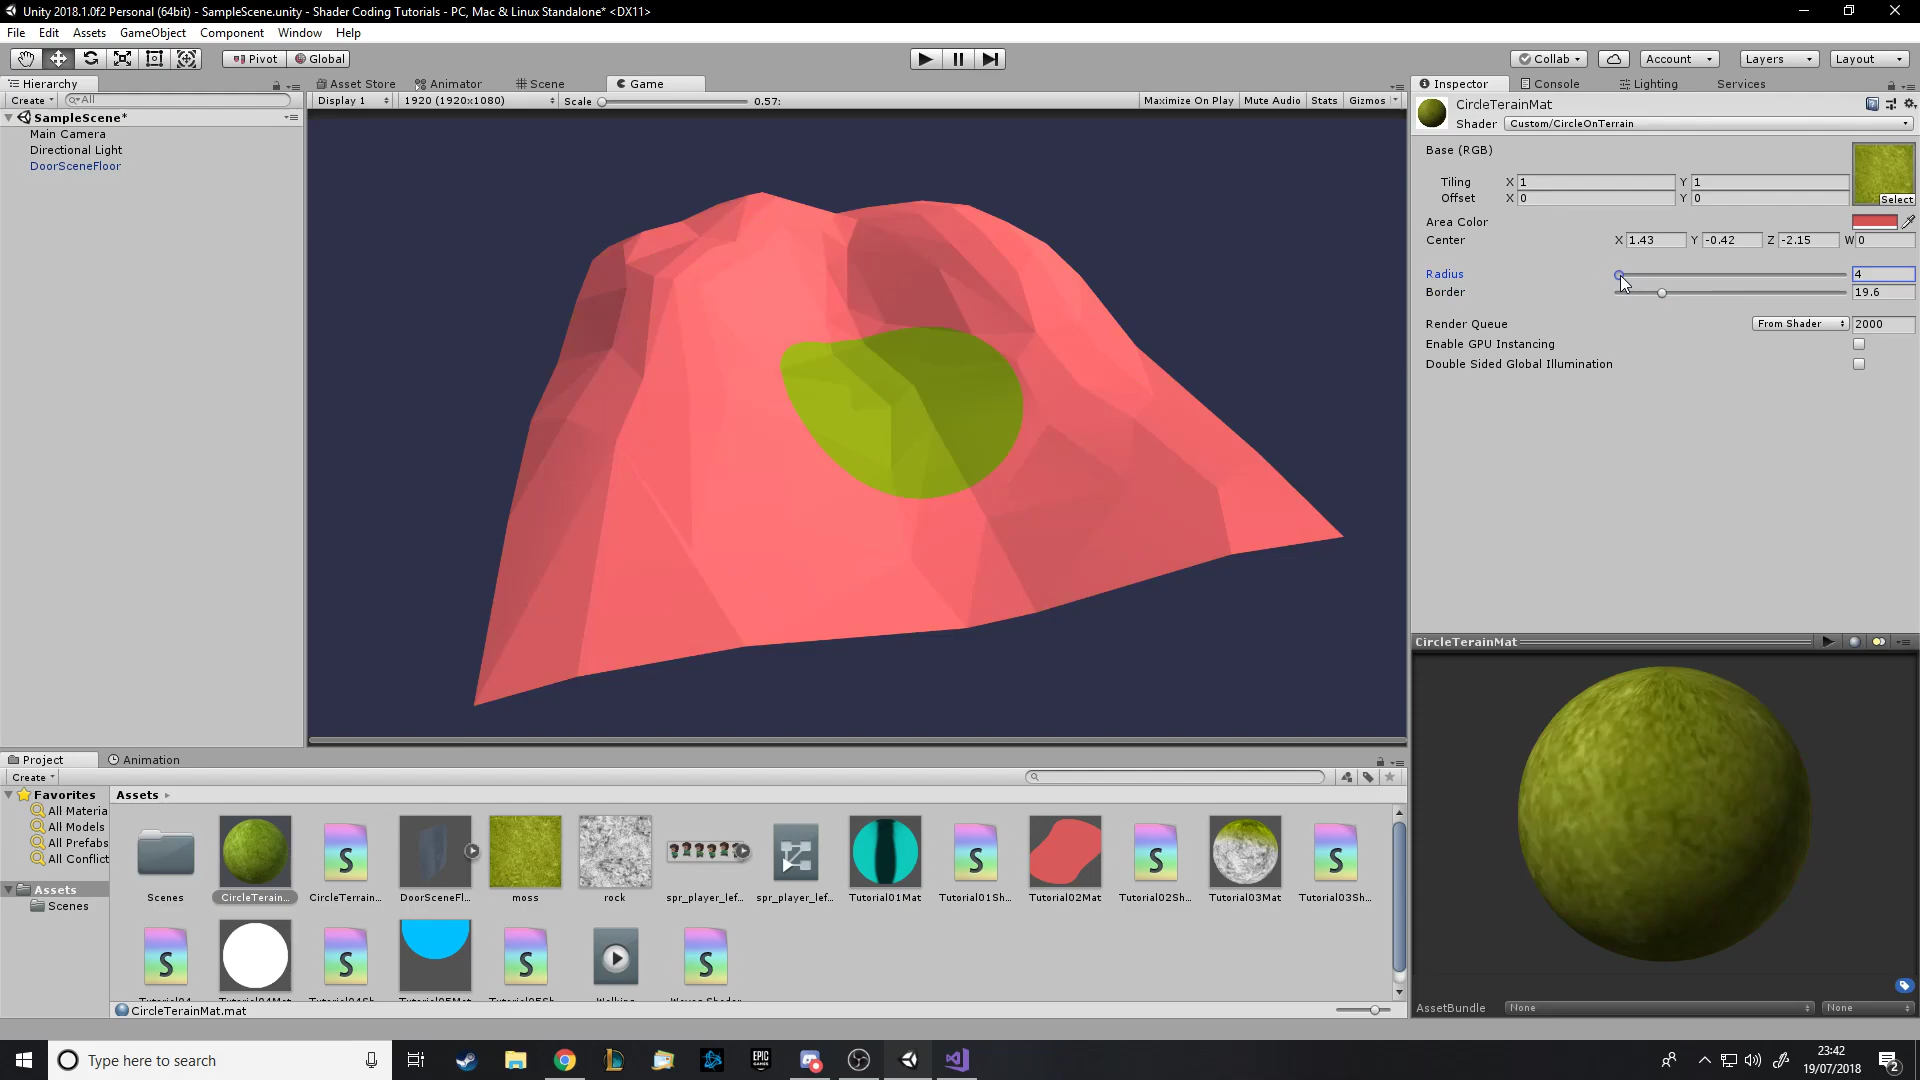 Unity 2018.1.0f2 Personal (64bit) - SampleScene.unity - Shader Coding Tutorials - PC, Mac & Linux Standalone* <DX11>
File Edit Assets GameObject Component Window Help
Pivot Global Collab Account Layers Layout
Hierarchy
Create All
SampleScene*
Main Camera
Directional Light
DoorSceneFloor
Asset Store Animator Scene Game
Display 1 1920 (1920x1080) Scale 0.57: Maximize On Play Mute Audio Stats Gizmos
Inspector Console Lighting Services
CircleTerainMat
Shader Custom/CircleOnTerrain
Base (RGB)
Tiling X 1 Y 1
Offset X 0 Y 0
Select
Area Color
Center X 1.43 Y -0.42 Z -2.15 W 0
Radius 4
Border 19.6
Render Queue From Shader 2000
Enable GPU Instancing
Double Sided Global Illumination
CircleTerainMat
AssetBundle None None
Project Animation
Create
Favorites
All Materia
All Models
All Prefabs
All Conflict
Assets
Scenes
Assets
Scenes CircleTerain... CircleTerrain... DoorSceneFl... moss rock spr_player_lef... spr_player_lef... Tutorial01Mat Tutorial01Sh... Tutorial02Mat Tutorial02Sh... Tutorial03Mat Tutorial03Sh...
CircleTerainMat.mat
Type here to search
EPIC
GAMES
23:42
19/07/2018
2